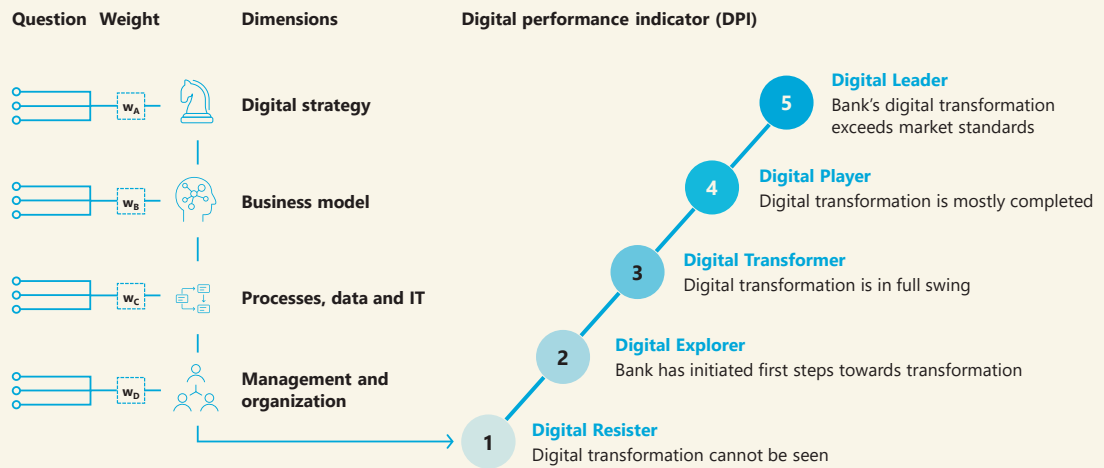 Question Weight Dimensions Digital performance indicator (DPI)
wA
Digital strategy
wB
Business model
wC
Processes, data and IT
wD
Management and
organization
5
Digital Leader
Bank's digital transformation
exceeds market standards
4
Digital Player
Digital transformation is mostly completed
3
Digital Transformer
Digital transformation is in full swing
2
Digital Explorer
Bank has initiated first steps towards transformation
1
Digital Resister
Digital transformation cannot be seen